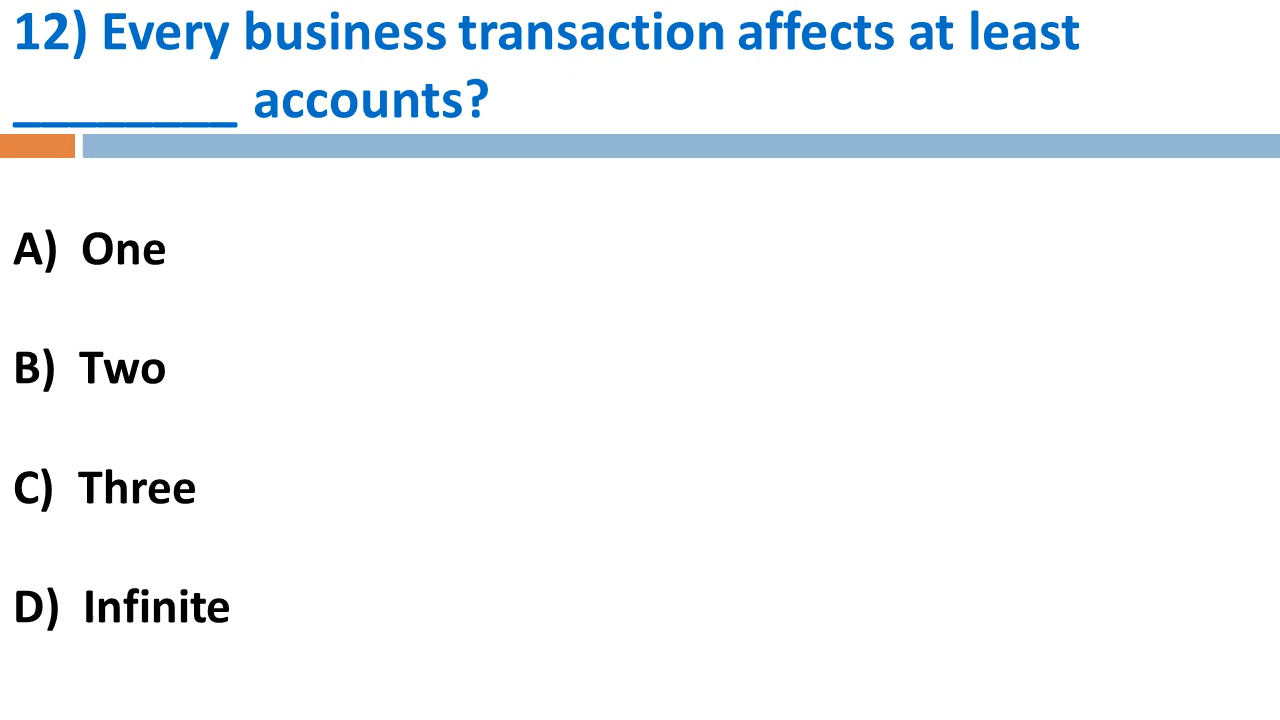 12) Every business transaction affects at least
________ accounts?
A) One
B) Two
C) Three
D) Infinite